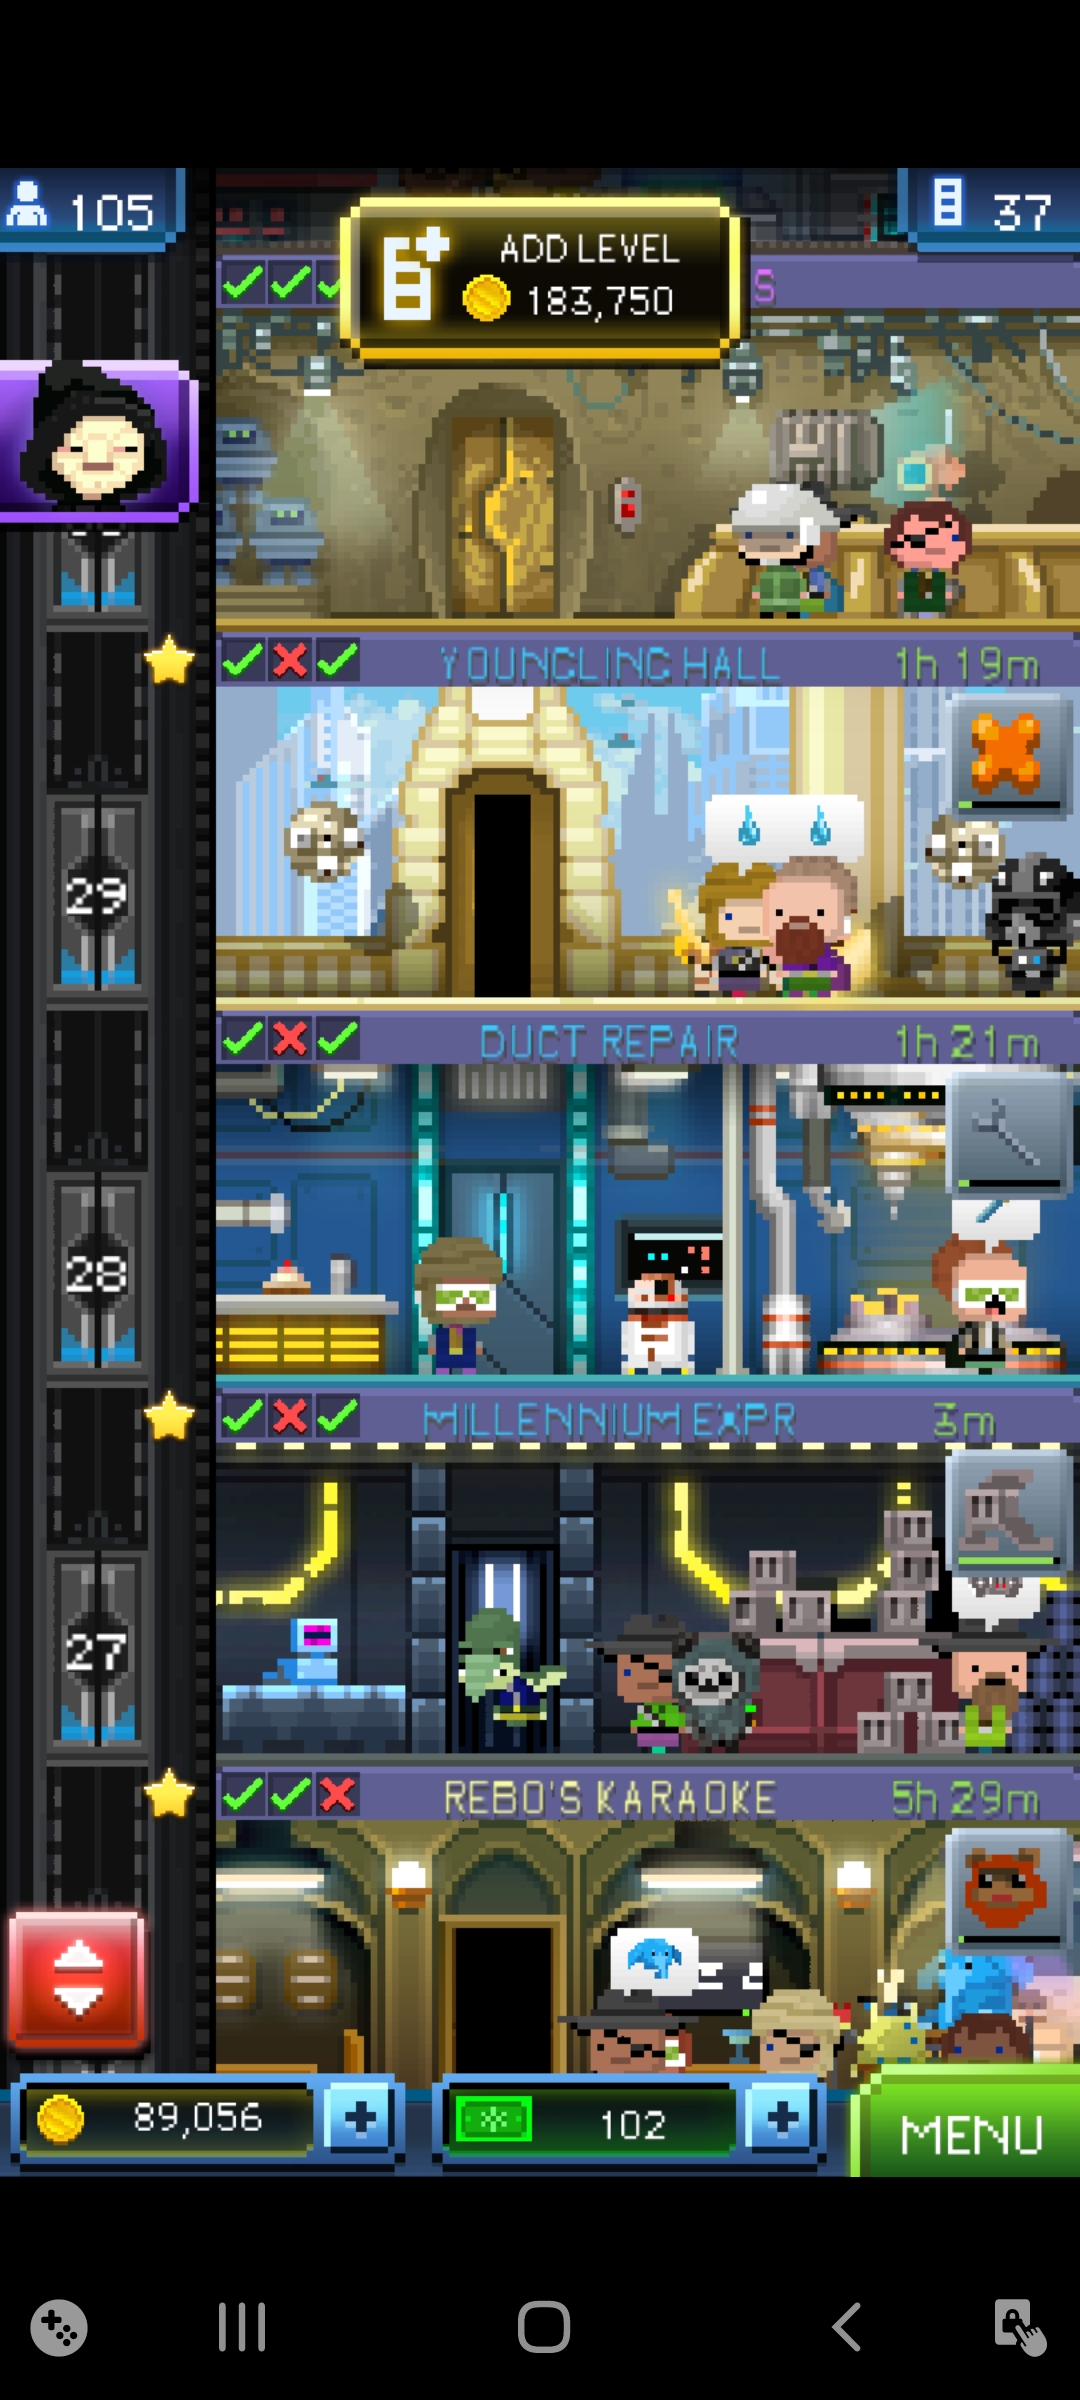 105
37
ADD LEVEL
183,750
S
YOUNGLING HALL 1h 19m
29
DUCT REPAIR 1h 21m
28
MILLENNIUM EXPR 3m
27
REBO'S KARAOKE 5h 29m
89,056
102
MENU